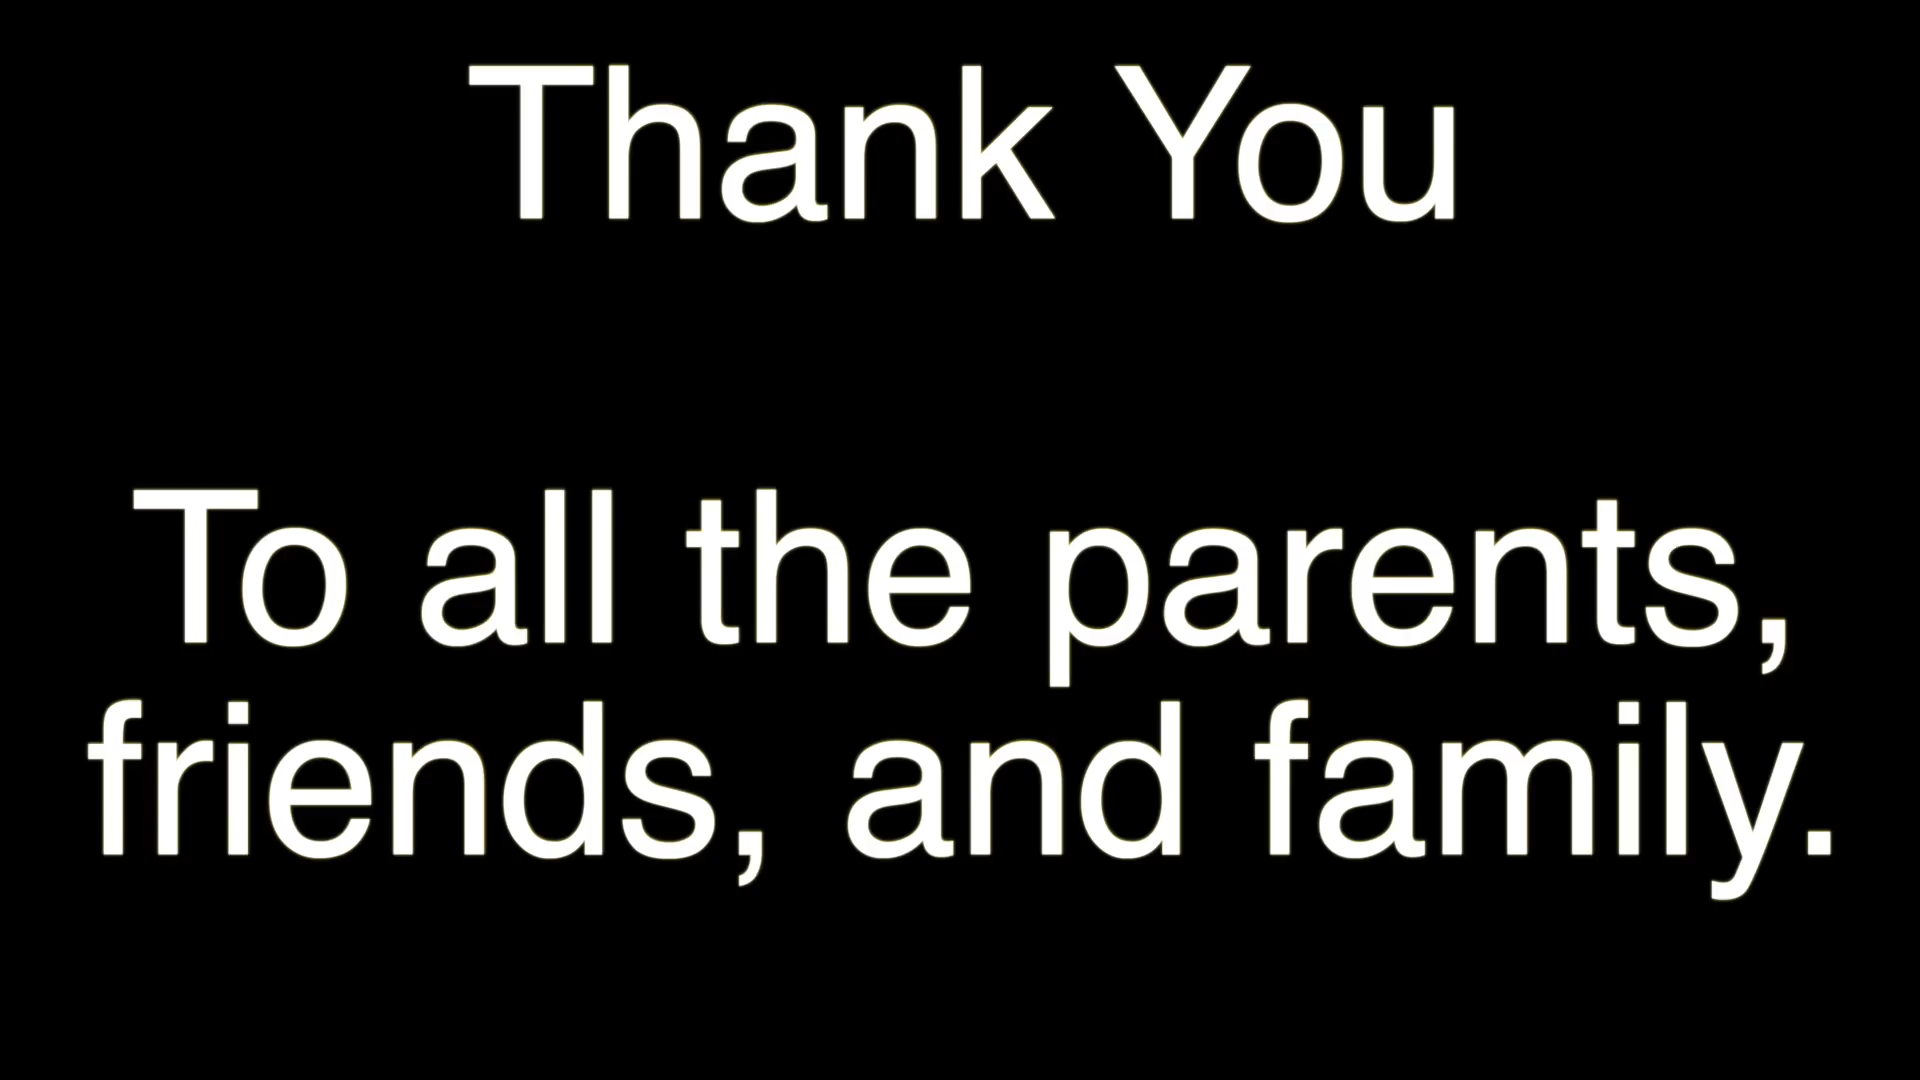 Thank You
To all the parents,
friends, and family.